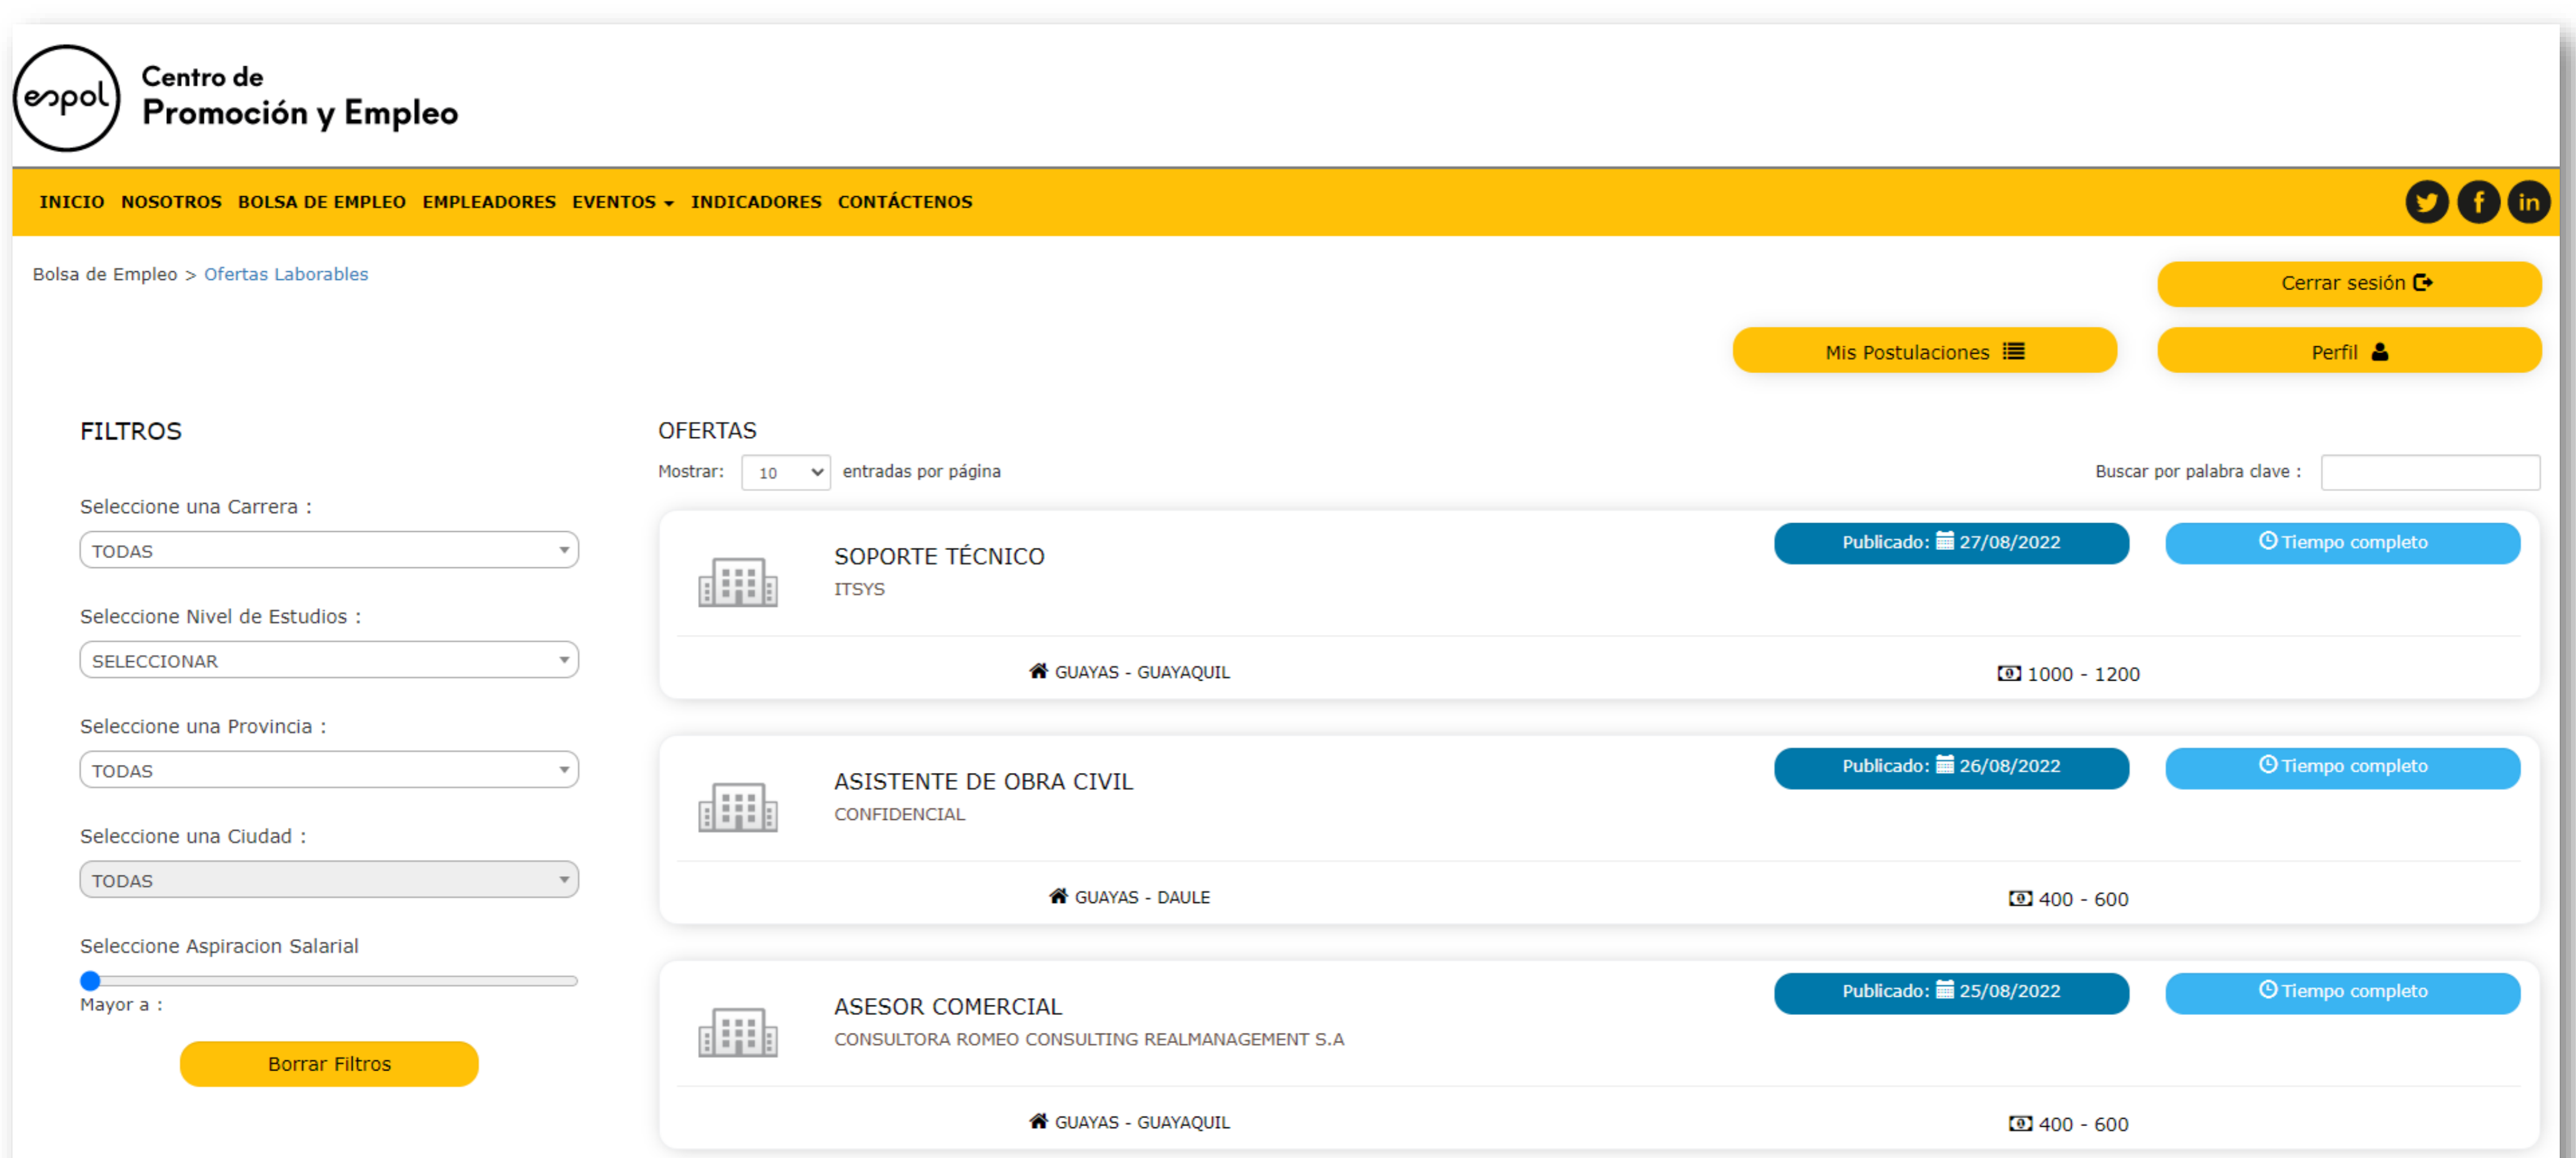 espol
Centro de
Promoción y Empleo
INICIO NOSOTROS BOLSA DE EMPLEO EMPLEADORES EVENTOS INDICADORES CONTÁCTENOS
Bolsa de Empleo > Ofertas Laborables
Cerrar sesión
Mis Postulaciones
Perfil
FILTROS
Seleccione una Carrera :
TODAS
Seleccione Nivel de Estudios :
SELECCIONAR
Seleccione una Provincia :
TODAS
Seleccione una Ciudad :
TODAS
Seleccione Aspiracion Salarial
Mayor a :
Borrar Filtros
OFERTAS
Mostrar: 10 entradas por página
Buscar por palabra clave :
SOPORTE TÉCNICO
ITSYS
Publicado: 27/08/2022
Tiempo completo
GUAYAS - GUAYAQUIL
1000 - 1200
ASISTENTE DE OBRA CIVIL
CONFIDENCIAL
Publicado: 26/08/2022
Tiempo completo
GUAYAS - DAULE
400 - 600
ASESOR COMERCIAL
CONSULTORA ROMEO CONSULTING REALMANAGEMENT S.A
Publicado: 25/08/2022
Tiempo completo
GUAYAS - GUAYAQUIL
400 - 600